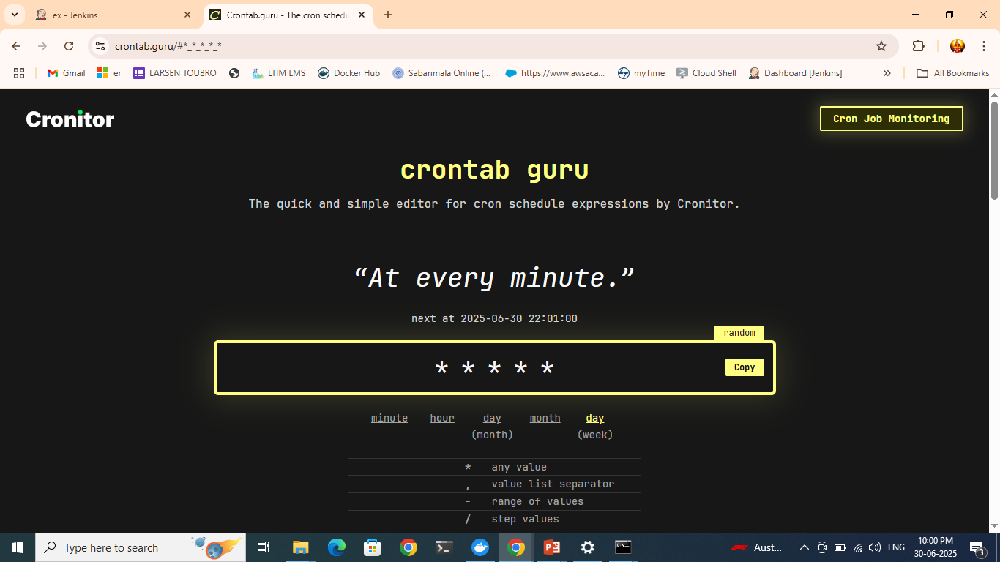 ex - Jenkins
Crontab.guru - The cron schedu
crontab.guru/#*_*_*_*_*
Gmail
er
LARSEN TOUBRO
LTIM LMS
Docker Hub
Sabarimala Online (...
https://www.awsaca...
myTime
Cloud Shell
Dashboard [Jenkins]
All Bookmarks
Cronitor
Cron Job Monitoring
crontab guru
The quick and simple editor for cron schedule expressions by Cronitor.
“At every minute.”
next at 2025-06-30 22:01:00
random
* * * * *
Copy
minute hour day month day
(month) (week)
* any value
, value list separator
- range of values
/ step values
Type here to search
Aust...
ENG
10:00 PM
30-06-2025
3